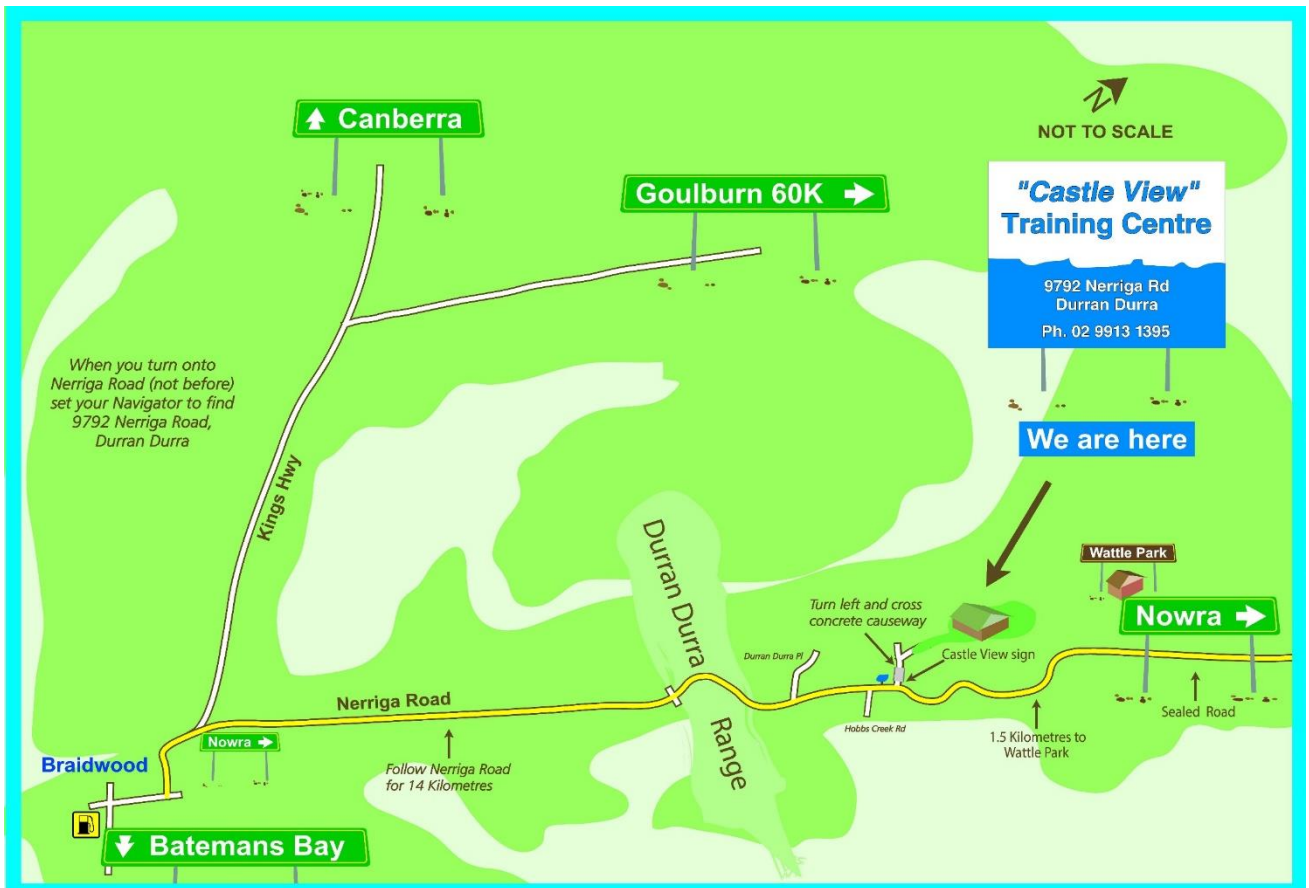 Canberra
Goulburn 60K
N
NOT TO SCALE
"Castle View"
Training Centre
9792 Nerriga Rd
Durran Durra
Ph. 02 9913 1395
We are here
When you turn onto
Nerriga Road (not before)
set your Navigator to find
9792 Nerriga Road,
Durran Durra
Kings Hwy
Durran Durra
Range
Wattle Park
Nowra
Turn left and cross
concrete causeway
Durran Durra Pl
Castle View sign
Nerriga Road
Hobbs Creek Rd
1.5 Kilometres to
Wattle Park
Sealed Road
Nowra
Follow Nerriga Road
for 14 Kilometres
Braidwood
Batemans Bay